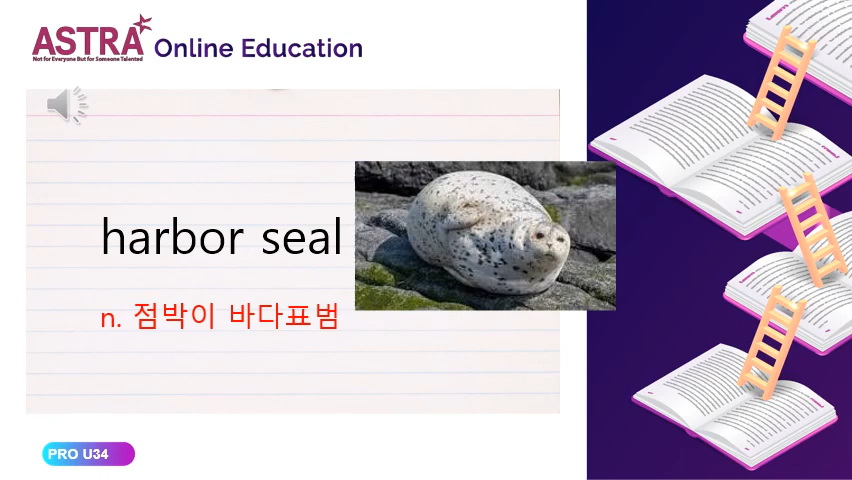 ASTRA
Not for Everyone But for Someone Talented
Online Education
harbor seal
n. 점박이 바다표범
PRO U34